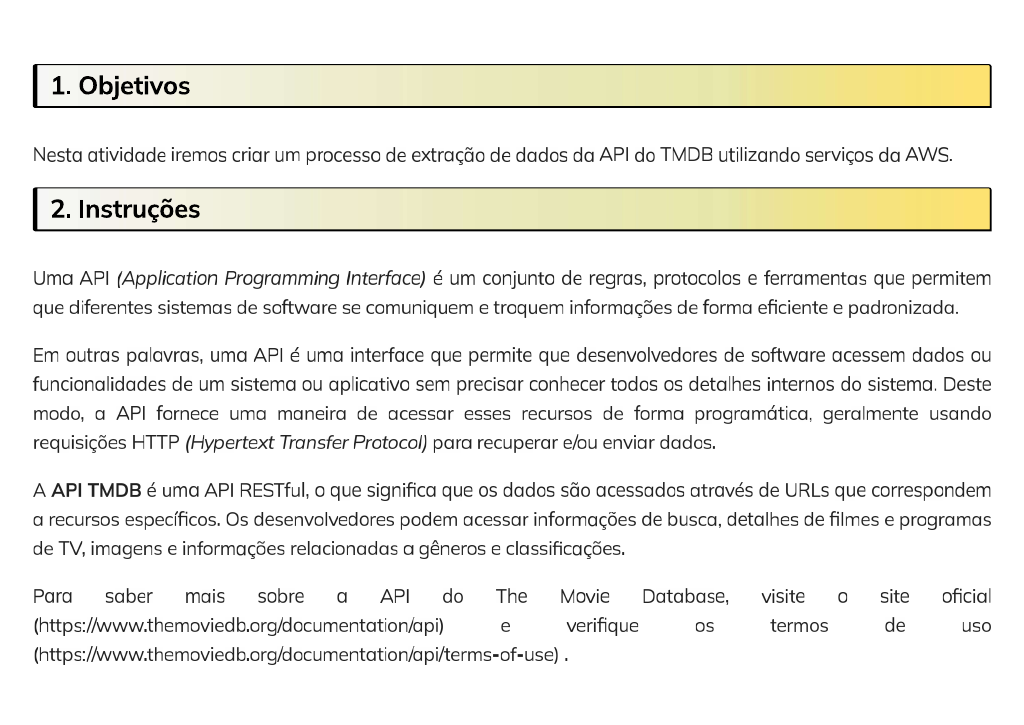 1. Objetivos
Nesta atividade iremos criar um processo de extração de dados da API do TMDB utilizando serviços da AWS.
2. Instruções
Uma API (Application Programming Interface) é um conjunto de regras, protocolos e ferramentas que permitem
que diferentes sistemas de software se comuniquem e troquem informações de forma eficiente e padronizada.
Em outras palavras, uma API é uma interface que permite que desenvolvedores de software acessem dados ou
funcionalidades de um sistema ou aplicativo sem precisar conhecer todos os detalhes internos do sistema. Deste
modo, a API fornece uma maneira de acessar esses recursos de forma programática, geralmente usando
requisições HTTP (Hypertext Transfer Protocol) para recuperar e/ou enviar dados.
A API TMDB é uma API RESTful, o que significa que os dados são acessados através de URLs que correspondem
a recursos específicos. Os desenvolvedores podem acessar informações de busca, detalhes de filmes e programas
de TV, imagens e informações relacionadas a gêneros e classificações.
Para saber mais sobre a API do The Movie Database, visite o site oficial
(https://www.themoviedb.org/documentation/api) e verifique os termos de uso
(https://www.themoviedb.org/documentation/api/terms-of-use) .